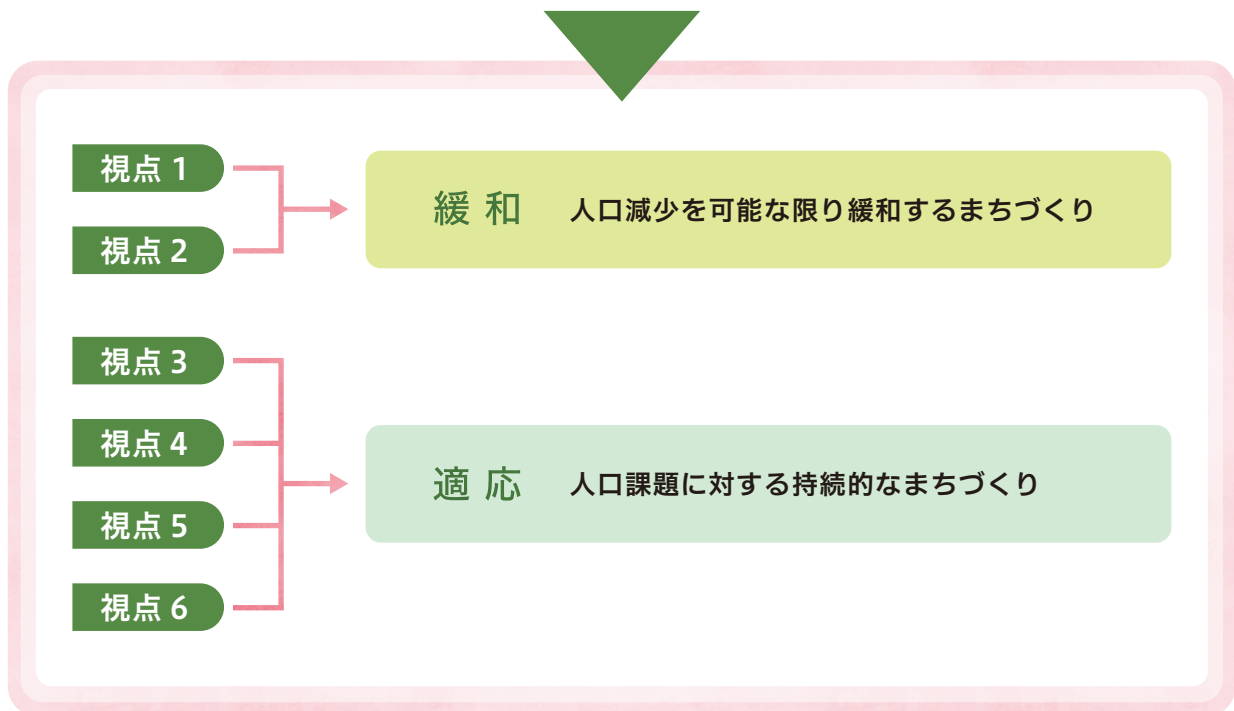 視点 1
視点 2
緩 和 人口減少を可能な限り緩和するまちづくり
視点 3
視点 4
視点 5
視点 6
適 応 人口課題に対する持続的なまちづくり